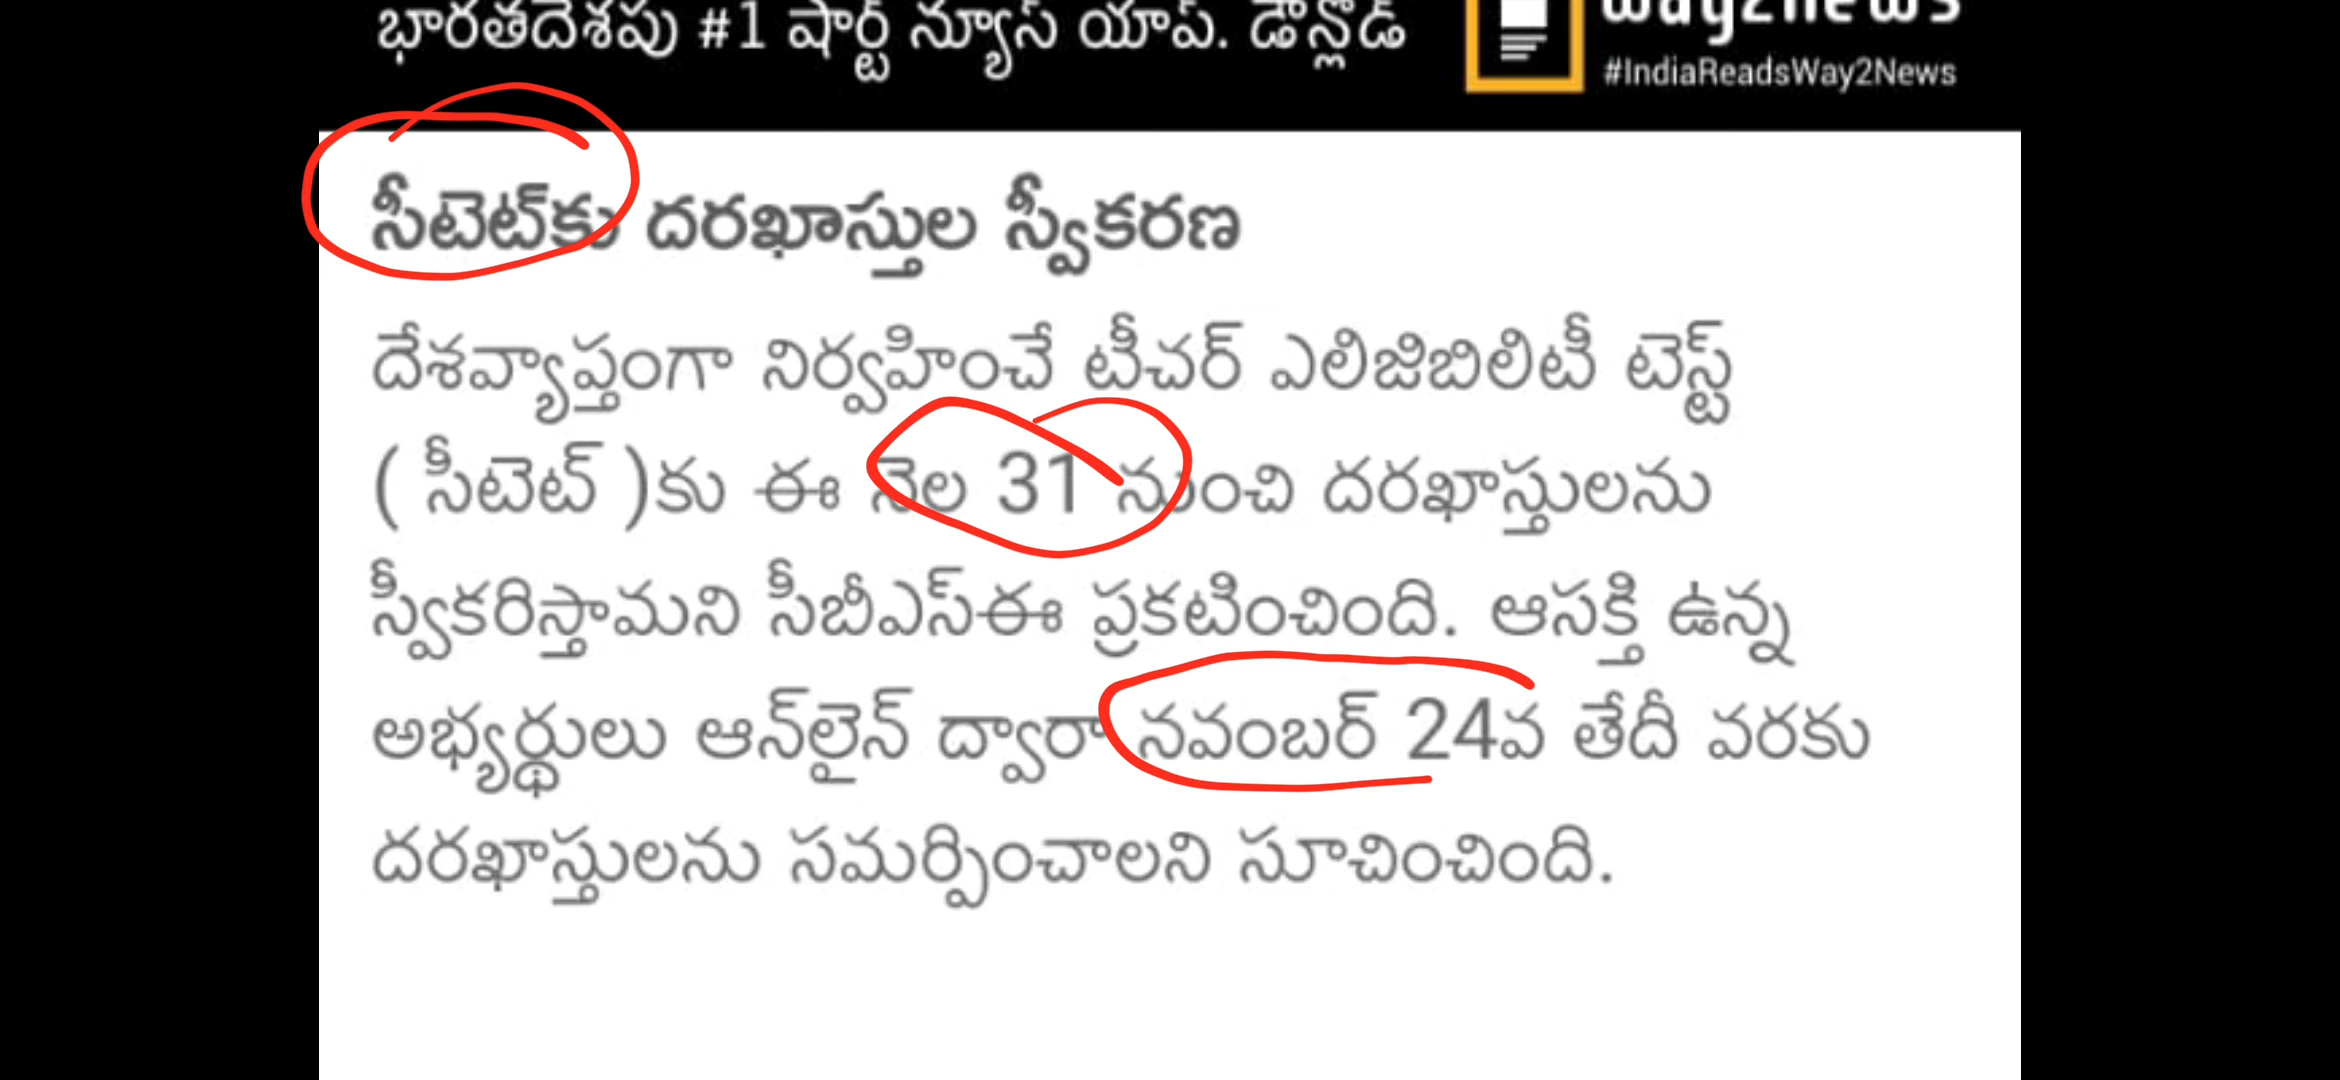 భారతదేశపు #1 షార్ట్ న్యూస్ యాప్. డౌన్లోడ్
way2news
#IndiaReadsWay2News
సీటెట్‌కు దరఖాస్తుల స్వీకరణ
దేశవ్యాప్తంగా నిర్వహించే టీచర్ ఎలిజిబిలిటీ టెస్ట్
( సీటెట్ )కు ఈ నెల 31 నుంచి దరఖాస్తులను
స్వీకరిస్తామని సీబీఎస్ఈ ప్రకటించింది. ఆసక్తి ఉన్న
అభ్యర్థులు ఆన్‌లైన్ ద్వారా నవంబర్ 24వ తేదీ వరకు
దరఖాస్తులను సమర్పించాలని సూచించింది.